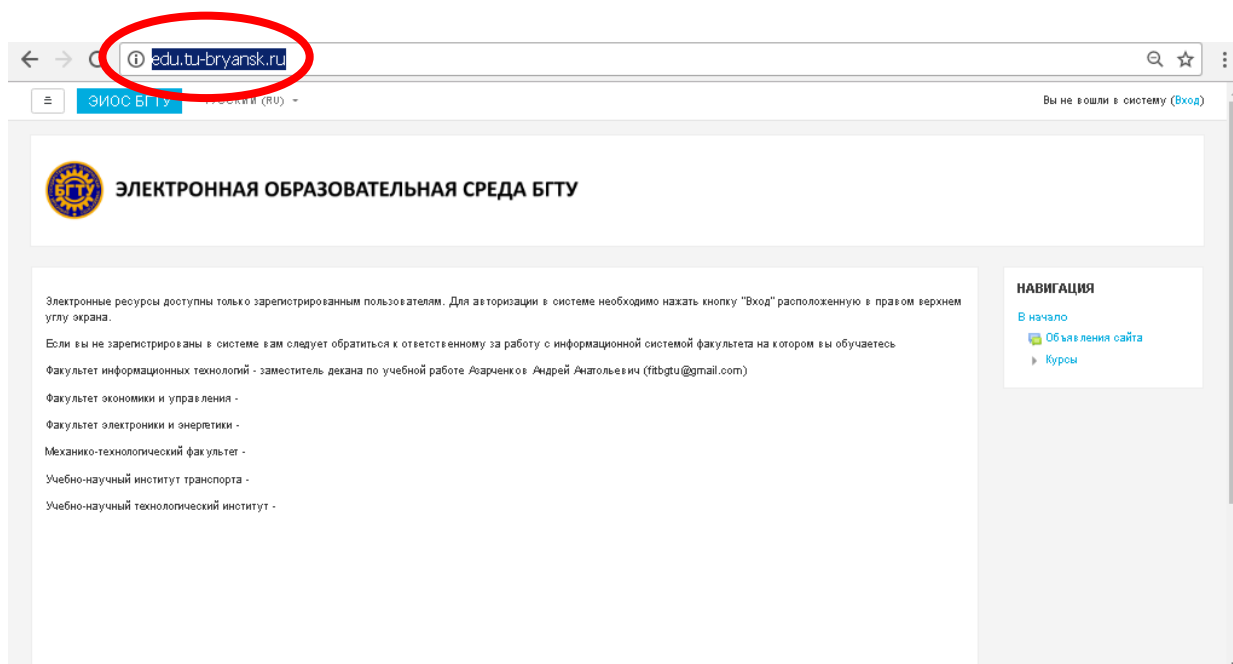 edu.tu-bryansk.ru
ЭИОС БГТУ
РУССКИЙ (RU)
Вы не вошли в систему (Вход)
БГТУ
ЭЛЕКТРОННАЯ ОБРАЗОВАТЕЛЬНАЯ СРЕДА БГТУ
Электронные ресурсы доступны только зарегистрированным пользователям. Для авторизации в системе необходимо нажать кнопку "Вход" расположенную в правом верхнем
углу экрана.
Если вы не зарегистрированы в системе вам следует обратиться к ответственному за работу с информационной системой факультета на котором вы обучаетесь
Факультет информационных технологий - заместитель декана по учебной работе Азарченков Андрей Анатольевич (fitbgtu@gmail.com)
Факультет экономики и управления -
Факультет электроники и энергетики -
Механико-технологический факультет -
Учебно-научный институт транспорта -
Учебно-научный технологический институт -
НАВИГАЦИЯ
В начало
Объявления сайта
Курсы